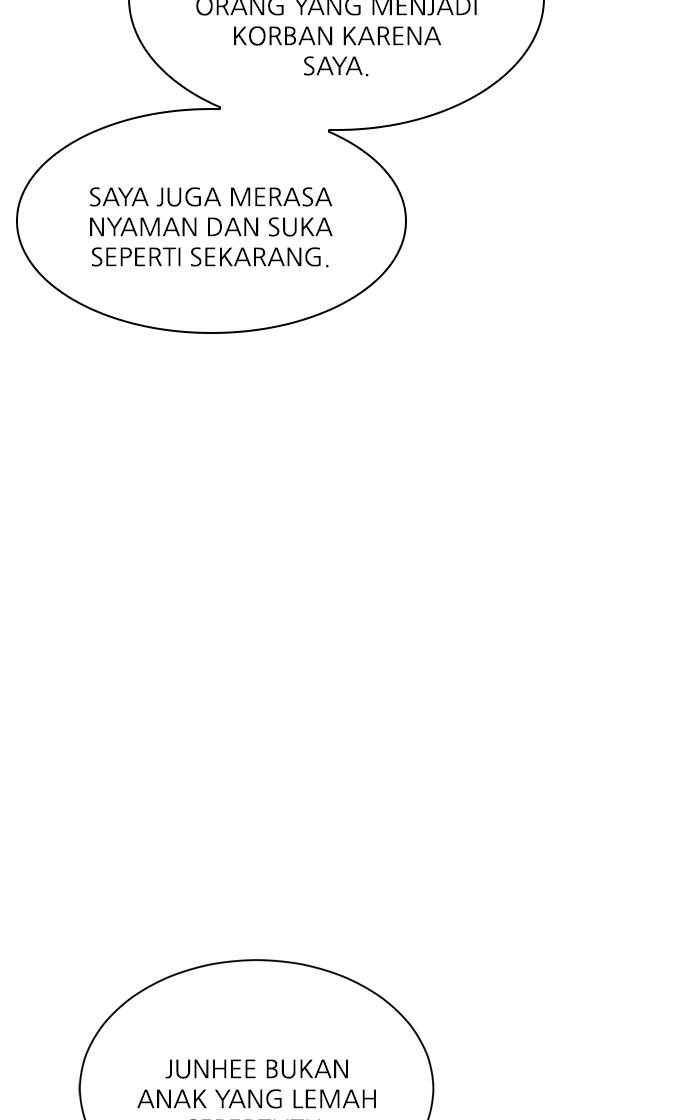 ORANG YANG MENJADI
KORBAN KARENA
SAYA.
SAYA JUGA MERASA
NYAMAN DAN SUKA
SEPERTI SEKARANG.
JUNHEE BUKAN
ANAK YANG LEMAH